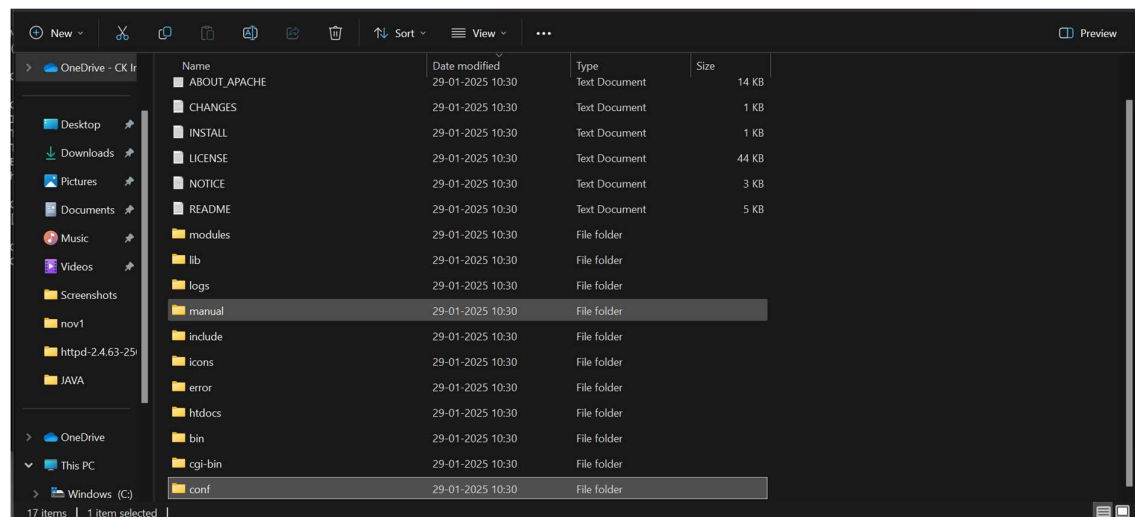 New Sort View ••• Preview
OneDrive - CK Ir
Name Date modified Type Size
ABOUT_APACHE 29-01-2025 10:30 Text Document 14 KB
CHANGES 29-01-2025 10:30 Text Document 1 KB
Desktop
INSTALL 29-01-2025 10:30 Text Document 1 KB
Downloads
LICENSE 29-01-2025 10:30 Text Document 44 KB
Pictures
NOTICE 29-01-2025 10:30 Text Document 3 KB
Documents
README 29-01-2025 10:30 Text Document 5 KB
Music
modules 29-01-2025 10:30 File folder
Videos
lib 29-01-2025 10:30 File folder
Screenshots
logs 29-01-2025 10:30 File folder
nov1
manual 29-01-2025 10:30 File folder
include 29-01-2025 10:30 File folder
httpd-2.4.63-250
icons 29-01-2025 10:30 File folder
JAVA
error 29-01-2025 10:30 File folder
htdocs 29-01-2025 10:30 File folder
OneDrive
bin 29-01-2025 10:30 File folder
This PC
cgi-bin 29-01-2025 10:30 File folder
Windows (C:)
conf 29-01-2025 10:30 File folder
17 items 1 item selected